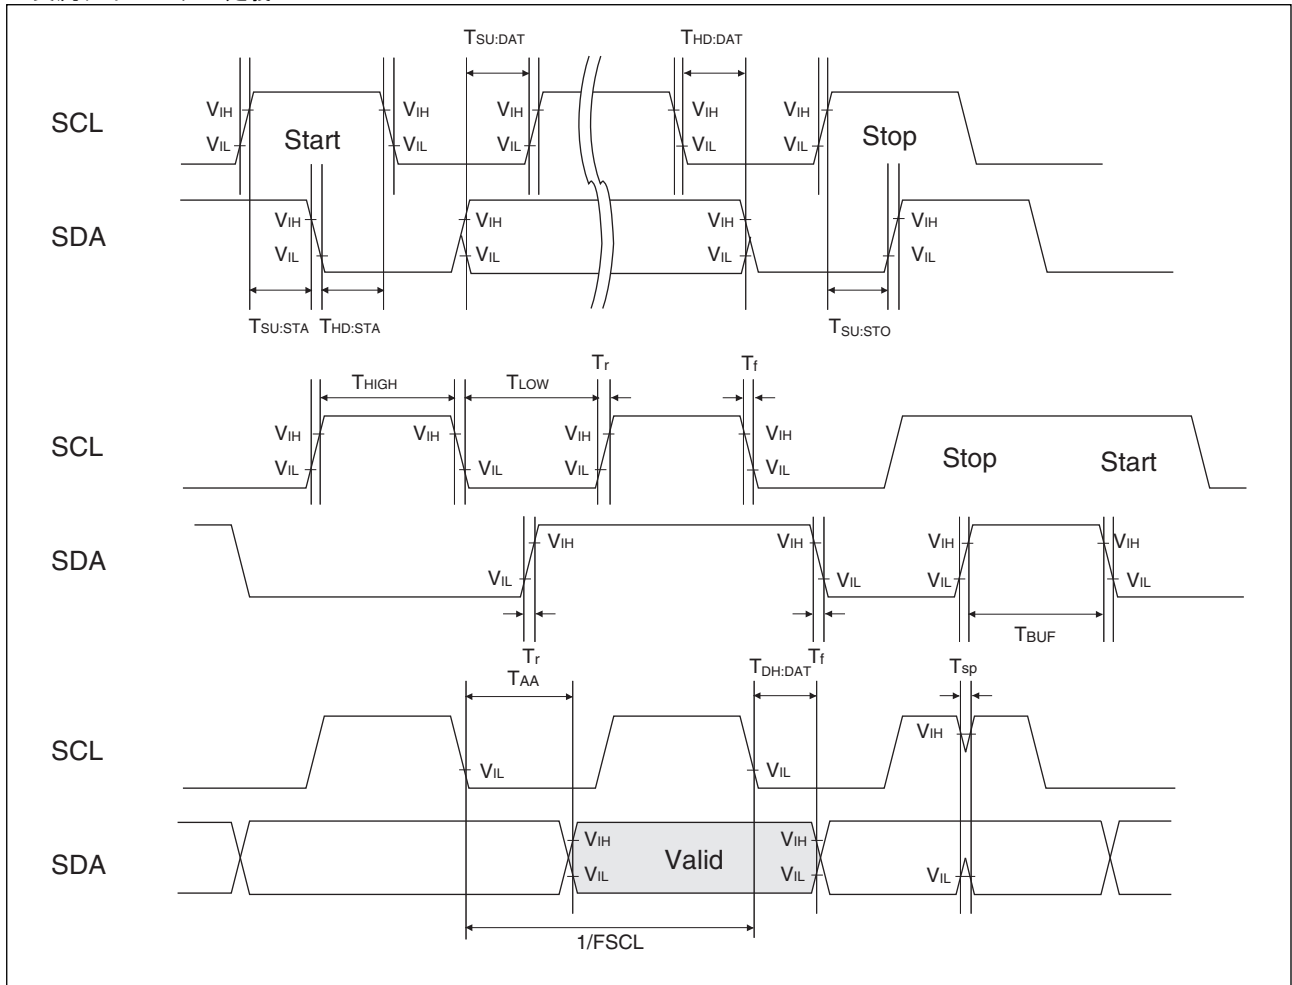 TSU:DAT THD:DAT
SCL VIH VIH VIH VIH VIH
VIL Start VIL VIL VIL VIL Stop
SDA VIH VIH VIH VIH
VIL VIL VIL VIL
TSU:STA THD:STA TSU:STO
THIGH TLOW Tr Tf
SCL VIH VIH VIH VIH
VIL VIL VIL VIL Stop Start
SDA VIH VIH VIH VIH
VIL VIL VIL VIL
Tr Tf TBUF
TAA TDH:DAT Tsp
SCL VIH
VIL VIL
SDA VIH Valid VIH
VIL VIL VIL
1/FSCL